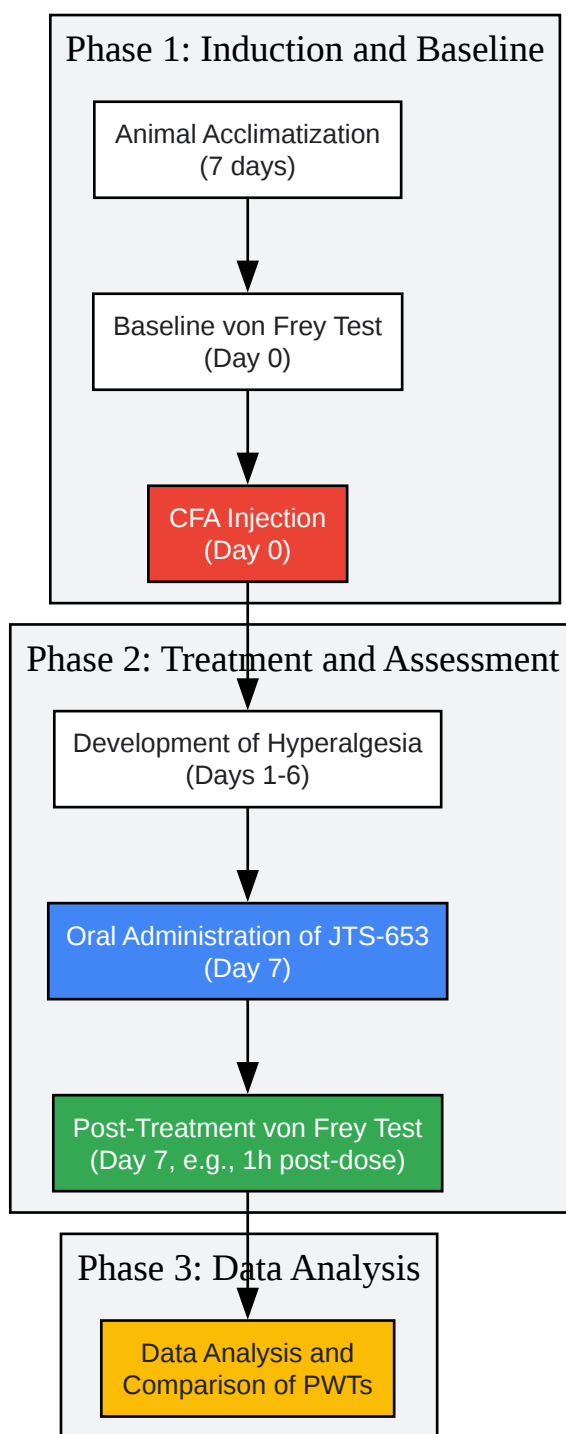 Phase 1: Induction and Baseline
Animal Acclimatization
(7 days)
Baseline von Frey Test
(Day 0)
CFA Injection
(Day 0)
Phase 2: Treatment and Assessment
Development of Hyperalgesia
(Days 1-6)
Oral Administration of JTS-653
(Day 7)
Post-Treatment von Frey Test
(Day 7, e.g., 1h post-dose)
Phase 3: Data Analysis
Data Analysis and
Comparison of PWTs